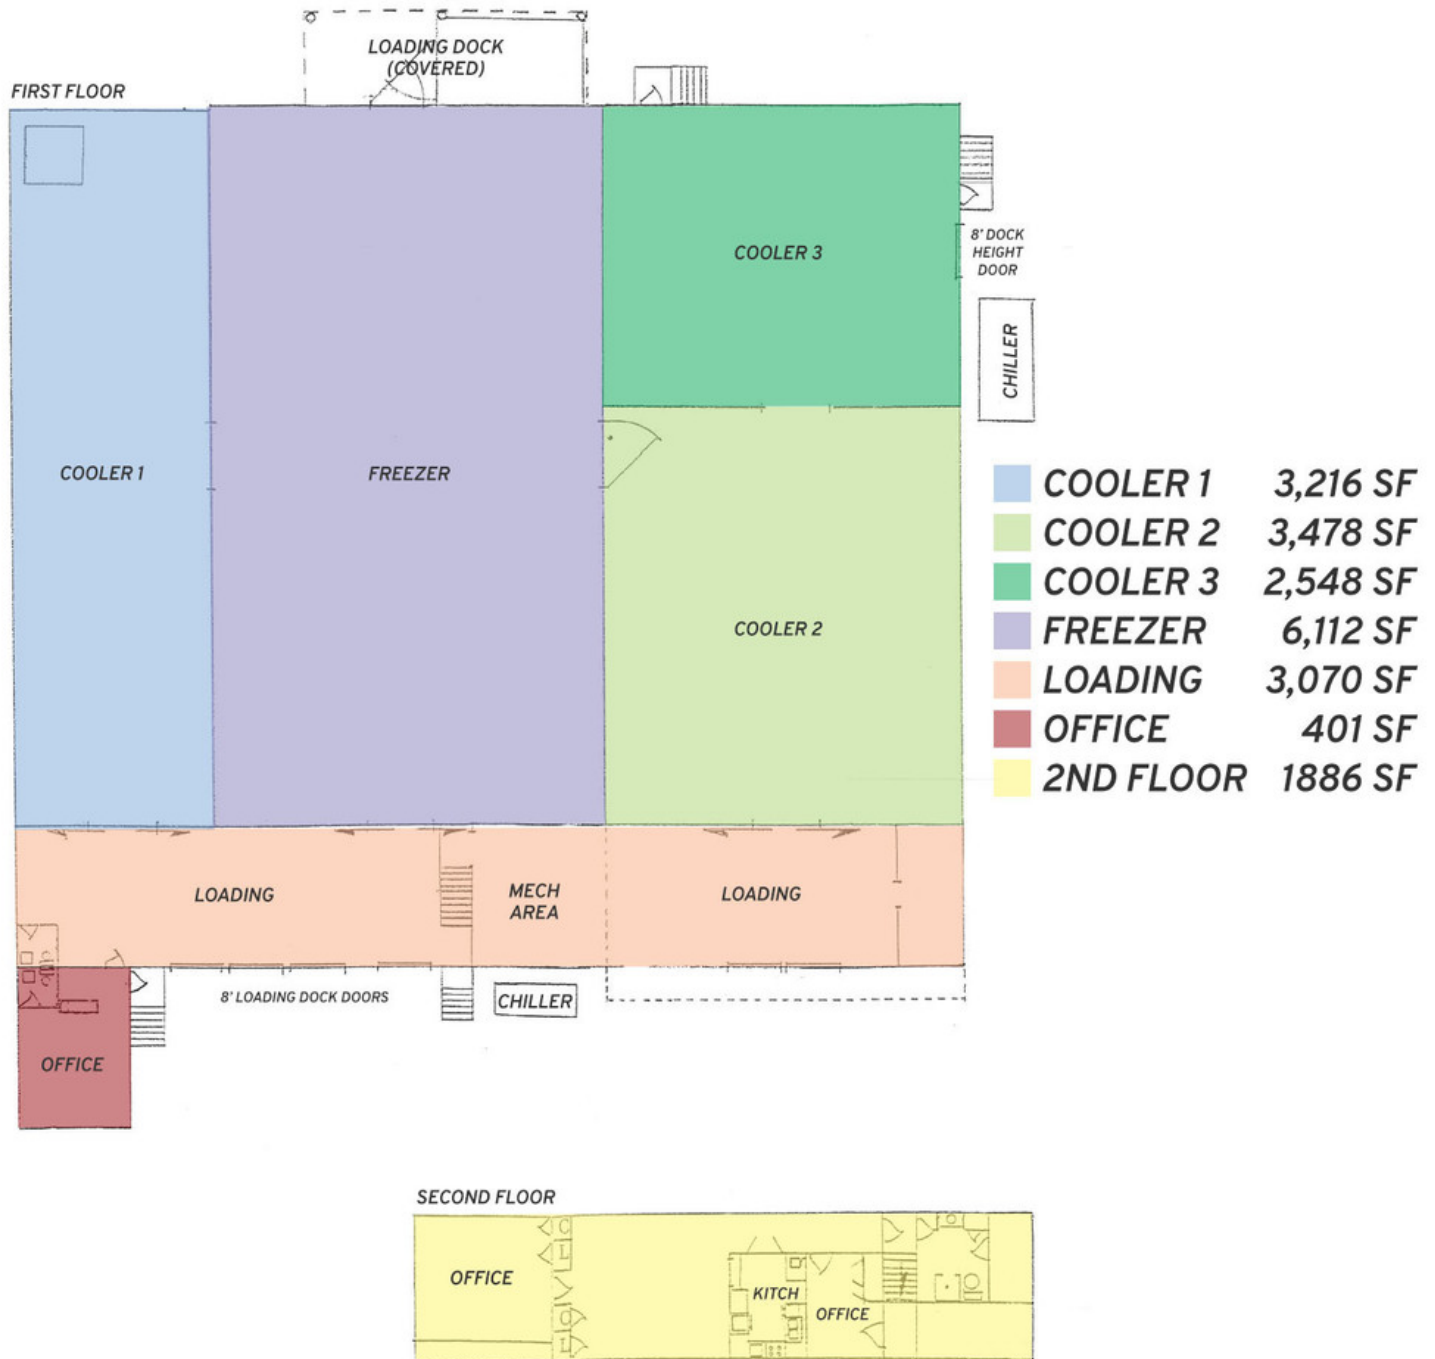 LOADING DOCK
(COVERED)
FIRST FLOOR
COOLER 3
8' DOCK
HEIGHT
DOOR
CHILLER
COOLER 1
FREEZER
COOLER 2
COOLER 1 3,216 SF
COOLER 2 3,478 SF
COOLER 3 2,548 SF
FREEZER 6,112 SF
LOADING 3,070 SF
OFFICE 401 SF
2ND FLOOR 1886 SF
LOADING
MECH
AREA
LOADING
8' LOADING DOCK DOORS
CHILLER
OFFICE
SECOND FLOOR
OFFICE
KITCH
OFFICE